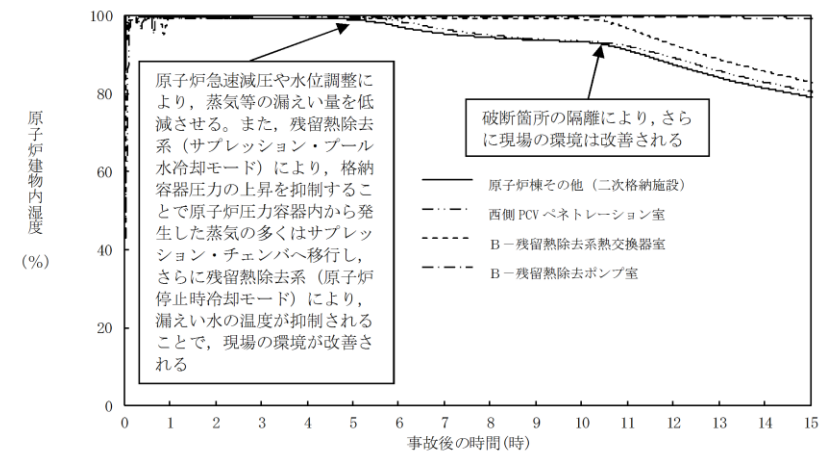 100
80
60
40
20
0
原子炉建物内湿度
(%)
原子炉急速減圧や水位調整に
より，蒸気等の漏えい量を低
減させる。また，残留熱除去
系（サプレッション・プール
水冷却モード）により，格納
容器圧力の上昇を抑制するこ
とで原子炉圧力容器内から発
生した蒸気の多くはサプレッ
ション・チェンバへ移行し，
さらに残留熱除去系（原子炉
停止時冷却モード）により，
漏えい水の温度が抑制される
ことで，現場の環境が改善さ
れる
破断箇所の隔離により，さら
に現場の環境は改善される
原子炉棟その他（二次格納施設）
西側 PCV ペネトレーション室
Ｂ－残留熱除去系熱交換器室
Ｂ－残留熱除去ポンプ室
0 1 2 3 4 5 6 7 8 9 10 11 12 13 14 15
事故後の時間(時)